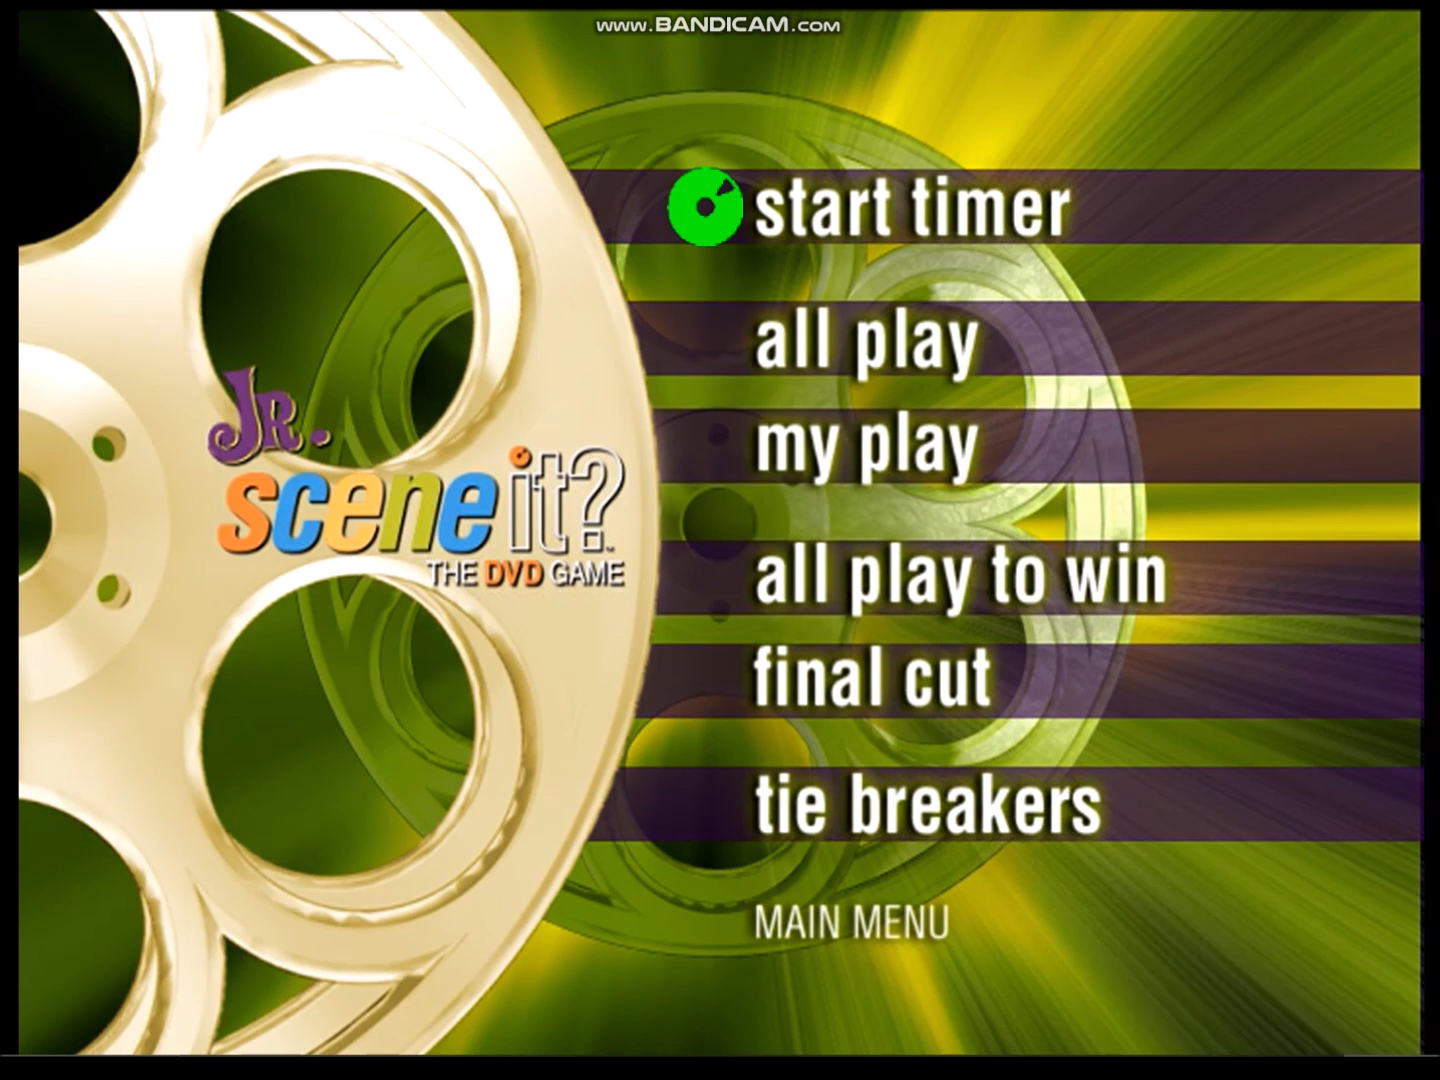 www.BANDICAM.com
start timer
all play
my play
JR.
scene it?
THE DVD GAME
all play to win
final cut
tie breakers
MAIN MENU